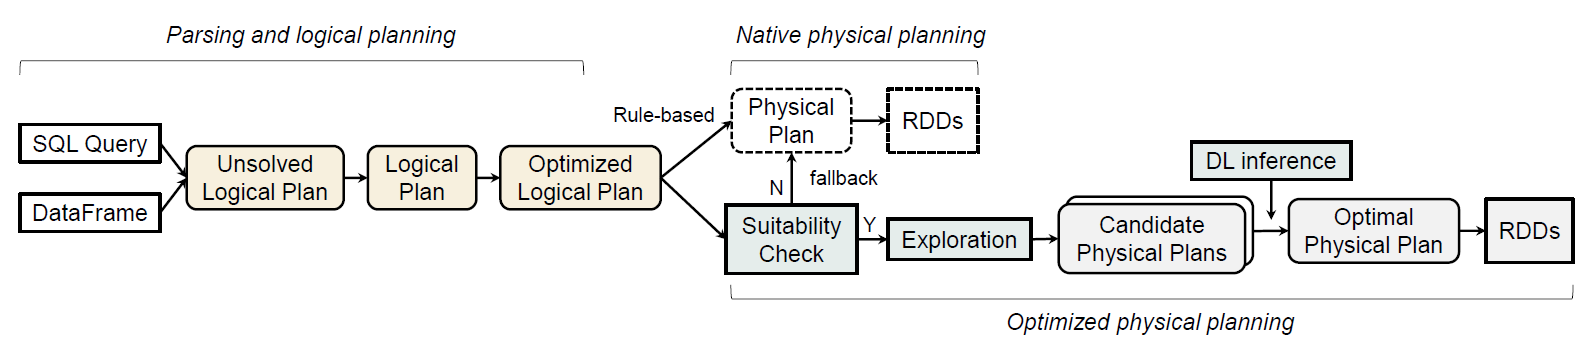 Parsing and logical planning
Native physical planning
SQL Query
DataFrame
Unsolved
Logical Plan
Logical
Plan
Optimized
Logical Plan
Rule-based
Physical
Plan
RDDs
N
fallback
Suitability
Check
Y
Exploration
Candidate
Physical Plans
DL inference
Optimal
Physical Plan
RDDs
Optimized physical planning